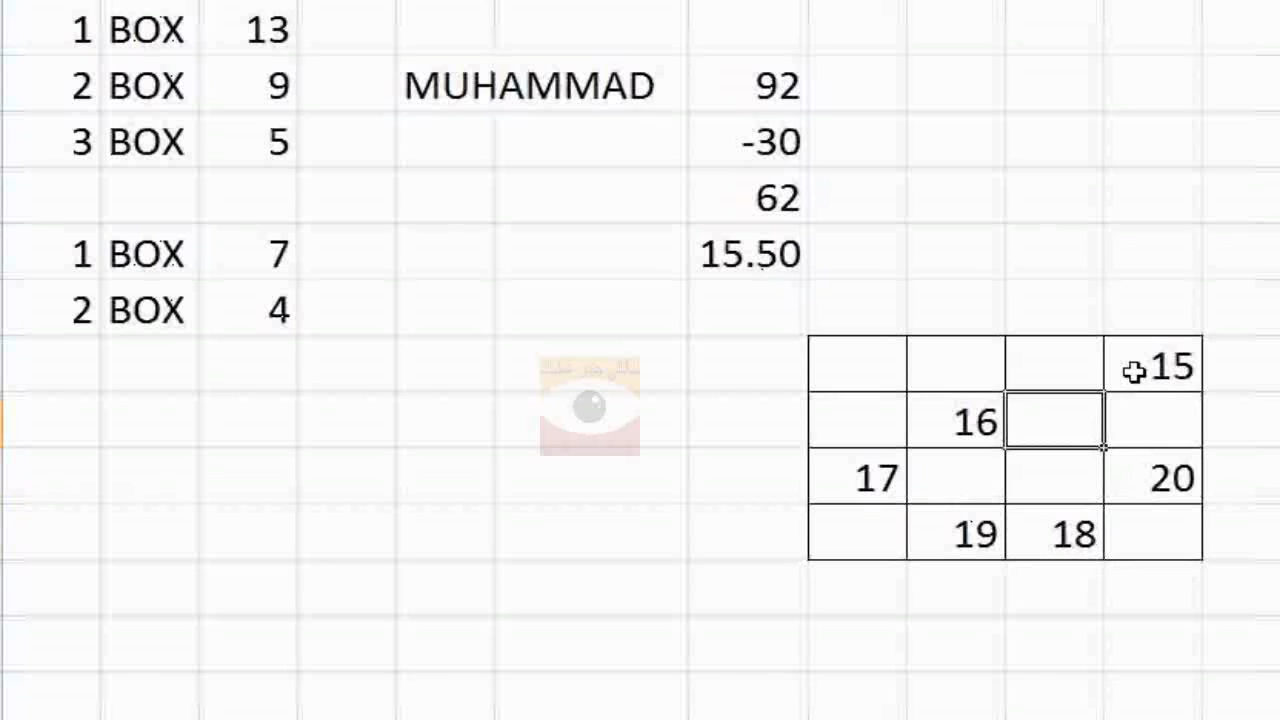 1 BOX 13
2 BOX 9 MUHAMMAD 92
3 BOX 5 -30
62
1 BOX 7 15.50
2 BOX 4
15
16
17 20
19 18